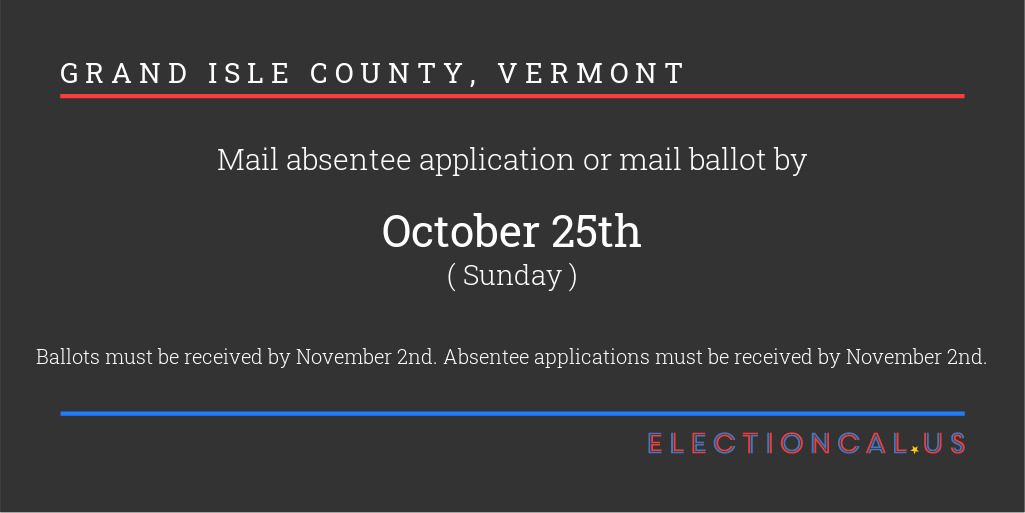 GRAND ISLE COUNTY, VERMONT
Mail absentee application or mail ballot by
October 25th
( Sunday )
Ballots must be received by November 2nd. Absentee applications must be received by November 2nd.
ELECTIONCAL.US